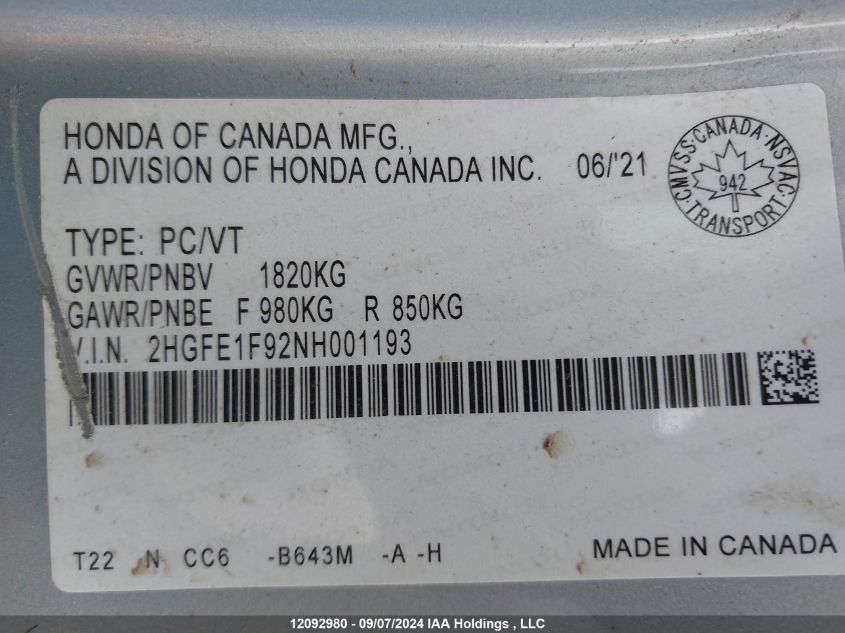 HONDA OF CANADA MFG.,
A DIVISION OF HONDA CANADA INC. 06/'21
CMVSS·CANADA·NSVAC·TRANSPORT·
942
TYPE: PC/VT
GVWR/PNBV 1820KG
GAWR/PNBE F 980KG R 850KG
V.I.N. 2HGFE1F92NH001193
T22 N CC6 -B643M -A -H
MADE IN CANADA
12092980 - 09/07/2024 IAA Holdings , LLC